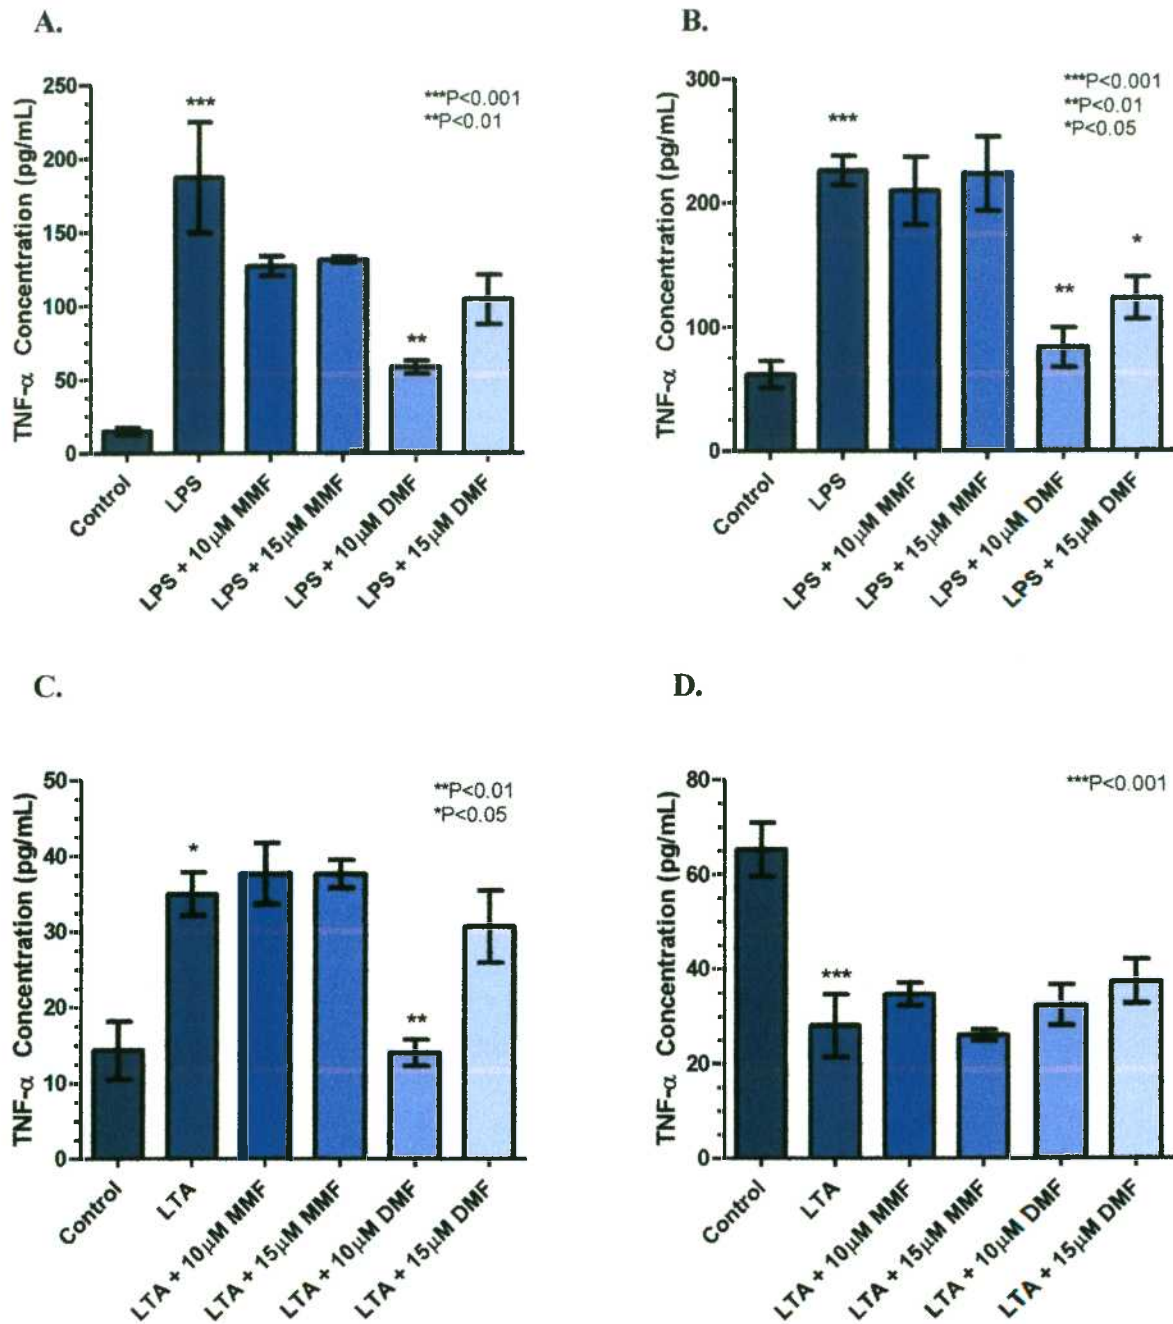 A.
TNF-α Concentration (pg/mL)
250
200
150
100
50
0
***
**
***P<0.001
**P<0.01
Control
LPS
LPS + 10µM MMF
LPS + 15µM MMF
LPS + 10µM DMF
LPS + 15µM DMF
B.
TNF-α Concentration (pg/mL)
300
200
100
0
***
**
*
***P<0.001
**P<0.01
*P<0.05
Control
LPS
LPS + 10µM MMF
LPS + 15µM MMF
LPS + 10µM DMF
LPS + 15µM DMF
C.
TNF-α Concentration (pg/mL)
50
40
30
20
10
0
*
**
**P<0.01
*P<0.05
Control
LTA
LTA + 10µM MMF
LTA + 15µM MMF
LTA + 10µM DMF
LTA + 15µM DMF
D.
TNF-α Concentration (pg/mL)
80
60
40
20
0
***
***P<0.001
Control
LTA
LTA + 10µM MMF
LTA + 15µM MMF
LTA + 10µM DMF
LTA + 15µM DMF